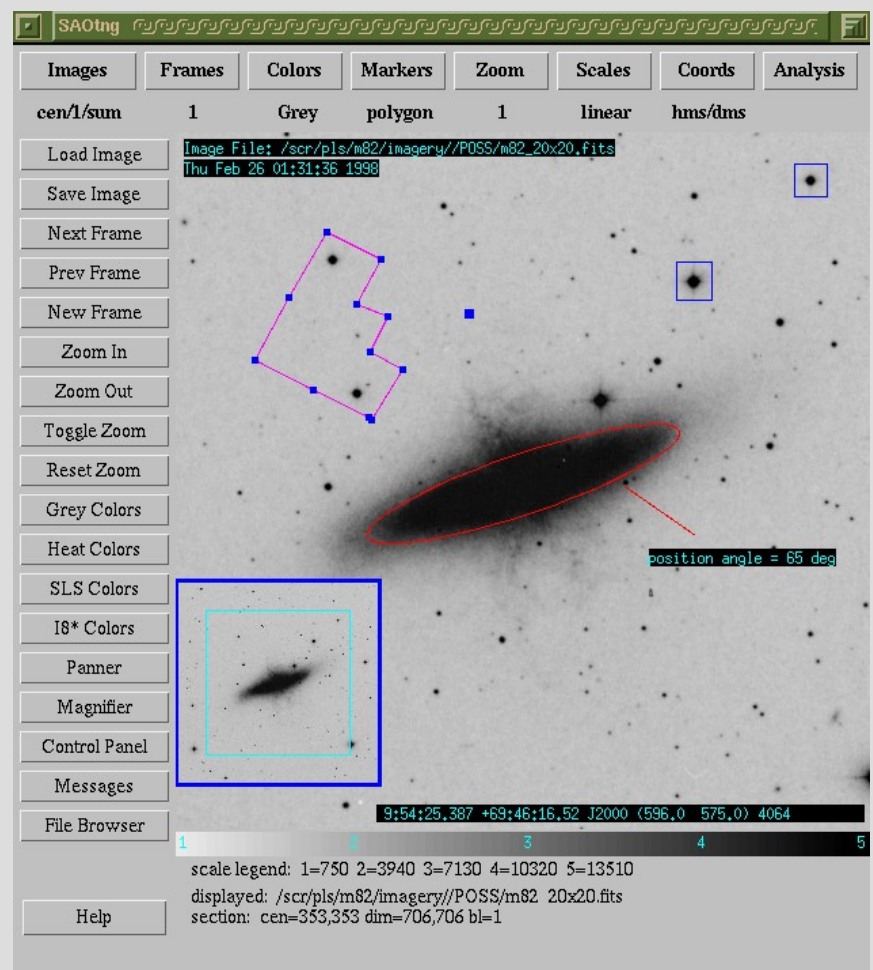 SAOtng
Images Frames Colors Markers Zoom Scales Coords Analysis
cen/1/sum 1 Grey polygon 1 linear hms/dms
Load Image
Save Image
Next Frame
Prev Frame
New Frame
Zoom In
Zoom Out
Toggle Zoom
Reset Zoom
Grey Colors
Heat Colors
SLS Colors
I8* Colors
Panner
Magnifier
Control Panel
Messages
File Browser
Help
Image File: /scr/pls/m82/imagery//POSS/m82_20x20.fits
Thu Feb 26 01:31:36 1998
position angle = 65 deg
9:54:25.387 +69:46:16.52 J2000 (596.0 575.0) 4064
1 2 3 4 5
scale legend: 1=750 2=3940 3=7130 4=10320 5=13510
displayed: /scr/pls/m82/imagery//POSS/m82_20x20.fits
section: cen=353,353 dim=706,706 bl=1